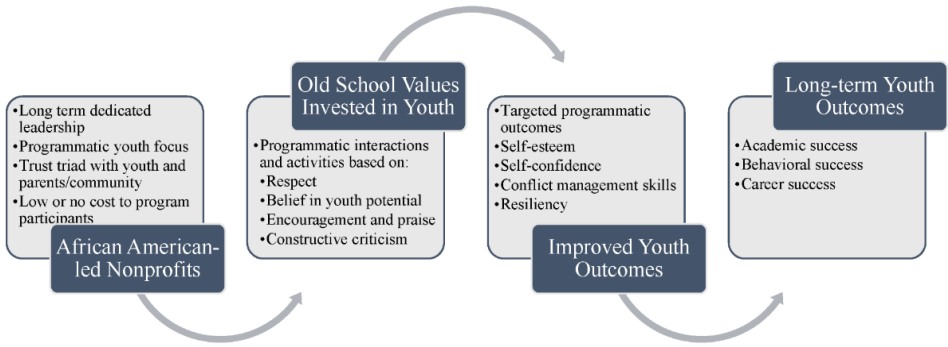 •Long term dedicated
leadership
•Programmatic youth focus
•Trust triad with youth and
parents/community
•Low or no cost to program
participants
African American-
led Nonprofits
Old School Values
Invested in Youth
•Programmatic interactions
and activities based on:
•Respect
•Belief in youth potential
•Encouragement and praise
•Constructive criticism
•Targeted programmatic
outcomes
•Self-esteem
•Self-confidence
•Conflict management skills
•Resiliency
Improved Youth
Outcomes
Long-term Youth
Outcomes
•Academic success
•Behavioral success
•Career success